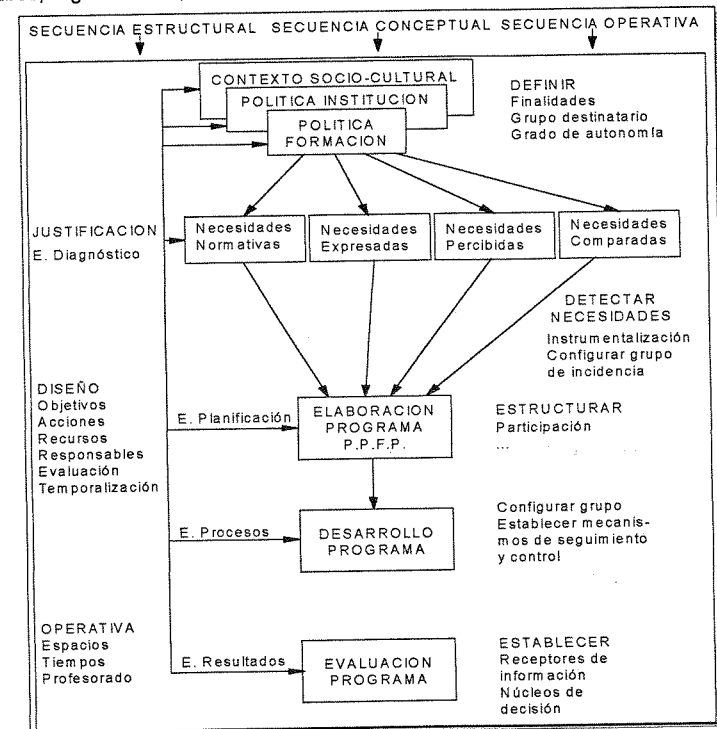 SECUENCIA ESTRUCTURAL SECUENCIA CONCEPTUAL SECUENCIA OPERATIVA
CONTEXTO SOCIO-CULTURAL
POLITICA INSTITUCION
POLITICA
FORMACION
DEFINIR
Finalidades
Grupo destinatario
Grado de autonomía
JUSTIFICACION
E. Diagnóstico
Necesidades
Normativas
Necesidades
Expresadas
Necesidades
Percibidas
Necesidades
Comparadas
DETECTAR
NECESIDADES
Instrumentalización
Configurar grupo
de incidencia
DISEÑO
Objetivos
Acciones
Recursos
Responsables
Evaluación
Temporalización
E. Planificación
ELABORACION
PROGRAMA
P.P.F.P.
ESTRUCTURAR
Participación
...
E. Procesos
DESARROLLO
PROGRAMA
Configurar grupo
Establecer mecanis-
mos de seguimiento
y control
OPERATIVA
Espacios
Tiempos
Profesorado
E. Resultados
EVALUACION
PROGRAMA
ESTABLECER
Receptores de
información
Núcleos de
decisión